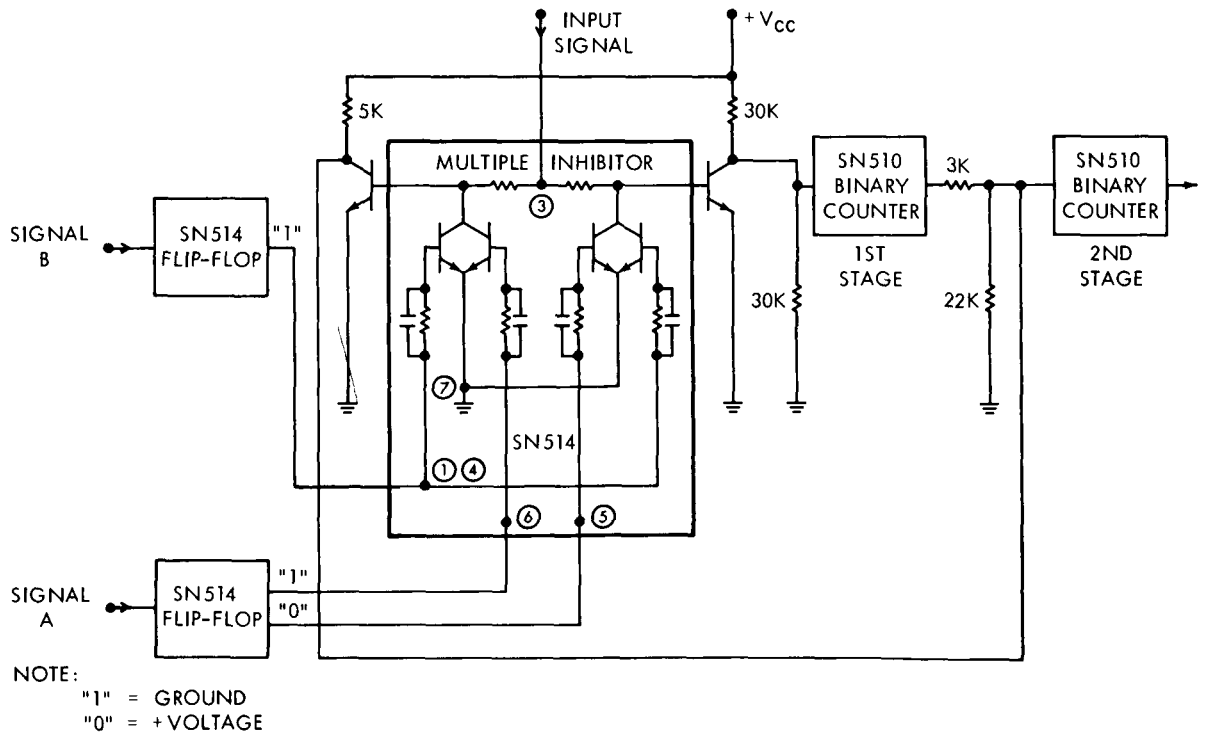 INPUT
SIGNAL
+ VCC
5K
30K
MULTIPLE INHIBITOR
SN510
BINARY
COUNTER
1ST
STAGE
3K
SN510
BINARY
COUNTER
2ND
STAGE
3
SIGNAL
B
SN514
FLIP-FLOP
"1"
30K
22K
7
SN514
1 4
6
5
SIGNAL
A
SN514
FLIP-FLOP
"1"
"0"
NOTE:
"1" = GROUND
"0" = + VOLTAGE